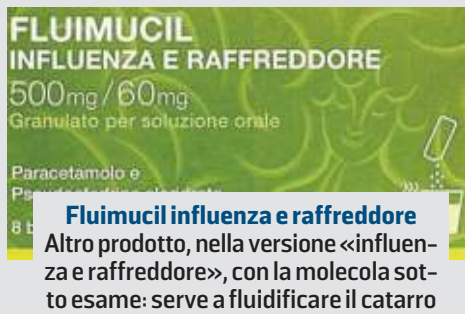 FLUIMUCIL
INFLUENZA E RAFFREDDORE
500mg/60mg
Granulato per soluzione orale
Paracetamolo e
8
Fluimucil influenza e raffreddore
Altro prodotto, nella versione «influen-
za e raffreddore», con la molecola sot-
to esame: serve a fluidificare il catarro